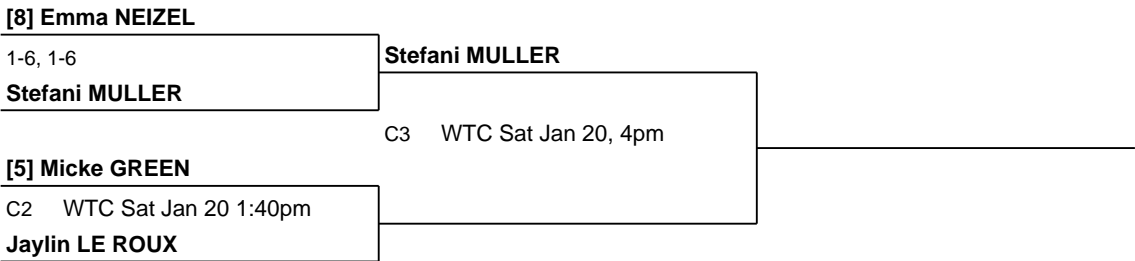 [8] Emma NEIZEL
1-6, 1-6
Stefani MULLER
Stefani MULLER
C3 WTC Sat Jan 20, 4pm
[5] Micke GREEN
C2 WTC Sat Jan 20 1:40pm
Jaylin LE ROUX